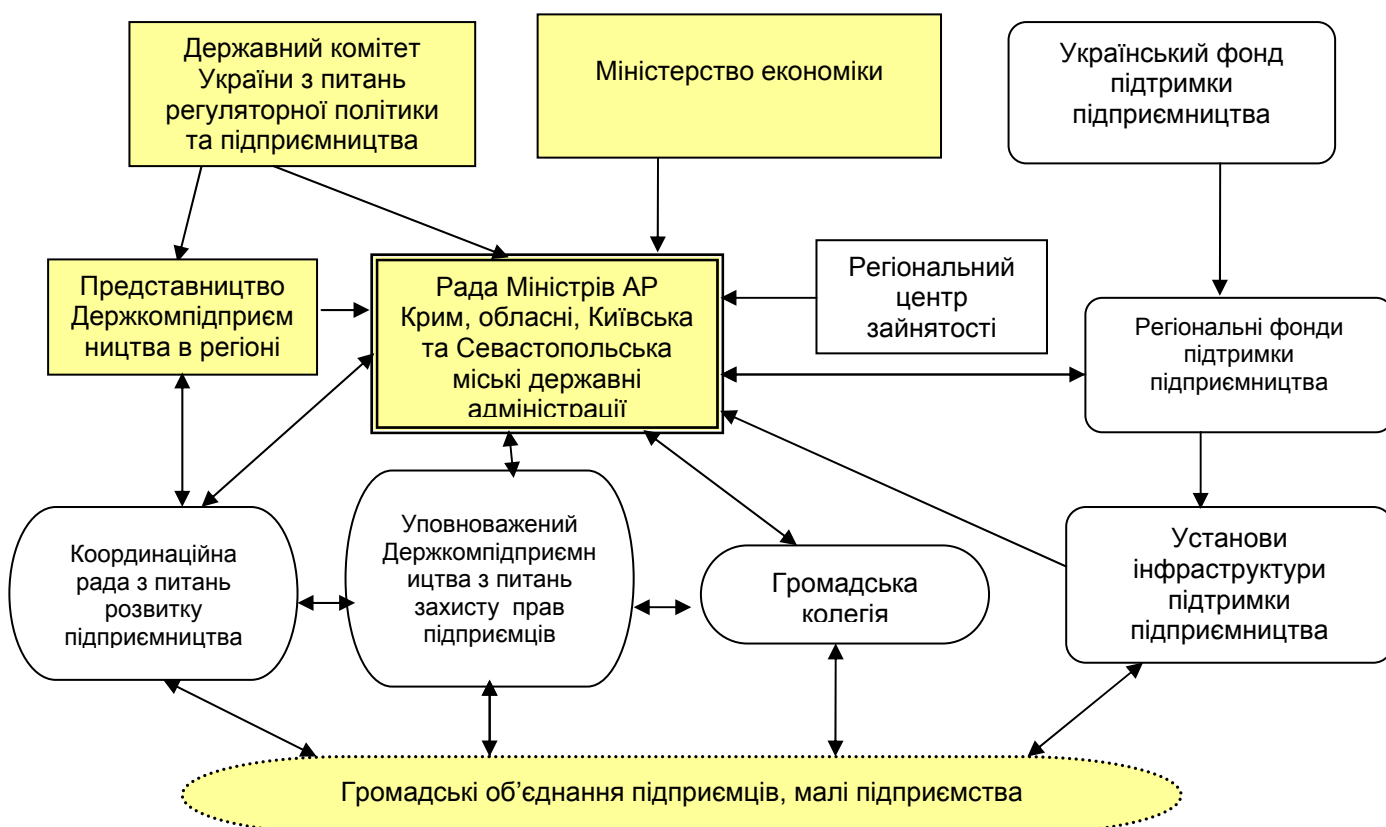 Державний комітет
України з питань
регуляторної політики
та підприємництва
Міністерство економіки
Український фонд
підтримки
підприємництва
Представництво
Держкомпідприєм
ництва в регіоні
Рада Міністрів АР
Крим, обласні, Київська
та Севастопольська
міські державні
адміністрації
Регіональний
центр
зайнятості
Регіональні фонди
підтримки
підприємництва
Координаційна
рада з питань
розвитку
підприємництва
Уповноважений
Держкомпідприємн
ицтва з питань
захисту прав
підприємців
Громадська
колегія
Установи
інфраструктури
підтримки
підприємництва
Громадські об’єднання підприємців, малі підприємства